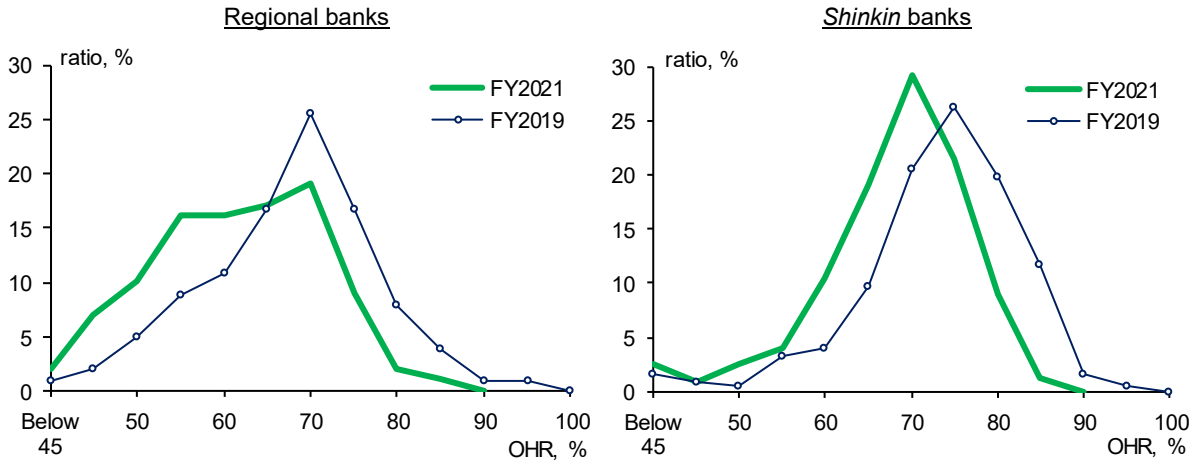 Regional banks
ratio, %
30
25
20
15
10
5
0
FY2021
FY2019
Below 50 60 70 80 90 100
45
OHR, %
Shinkin banks
ratio, %
30
25
20
15
10
5
0
FY2021
FY2019
Below 50 60 70 80 90 100
45
OHR, %